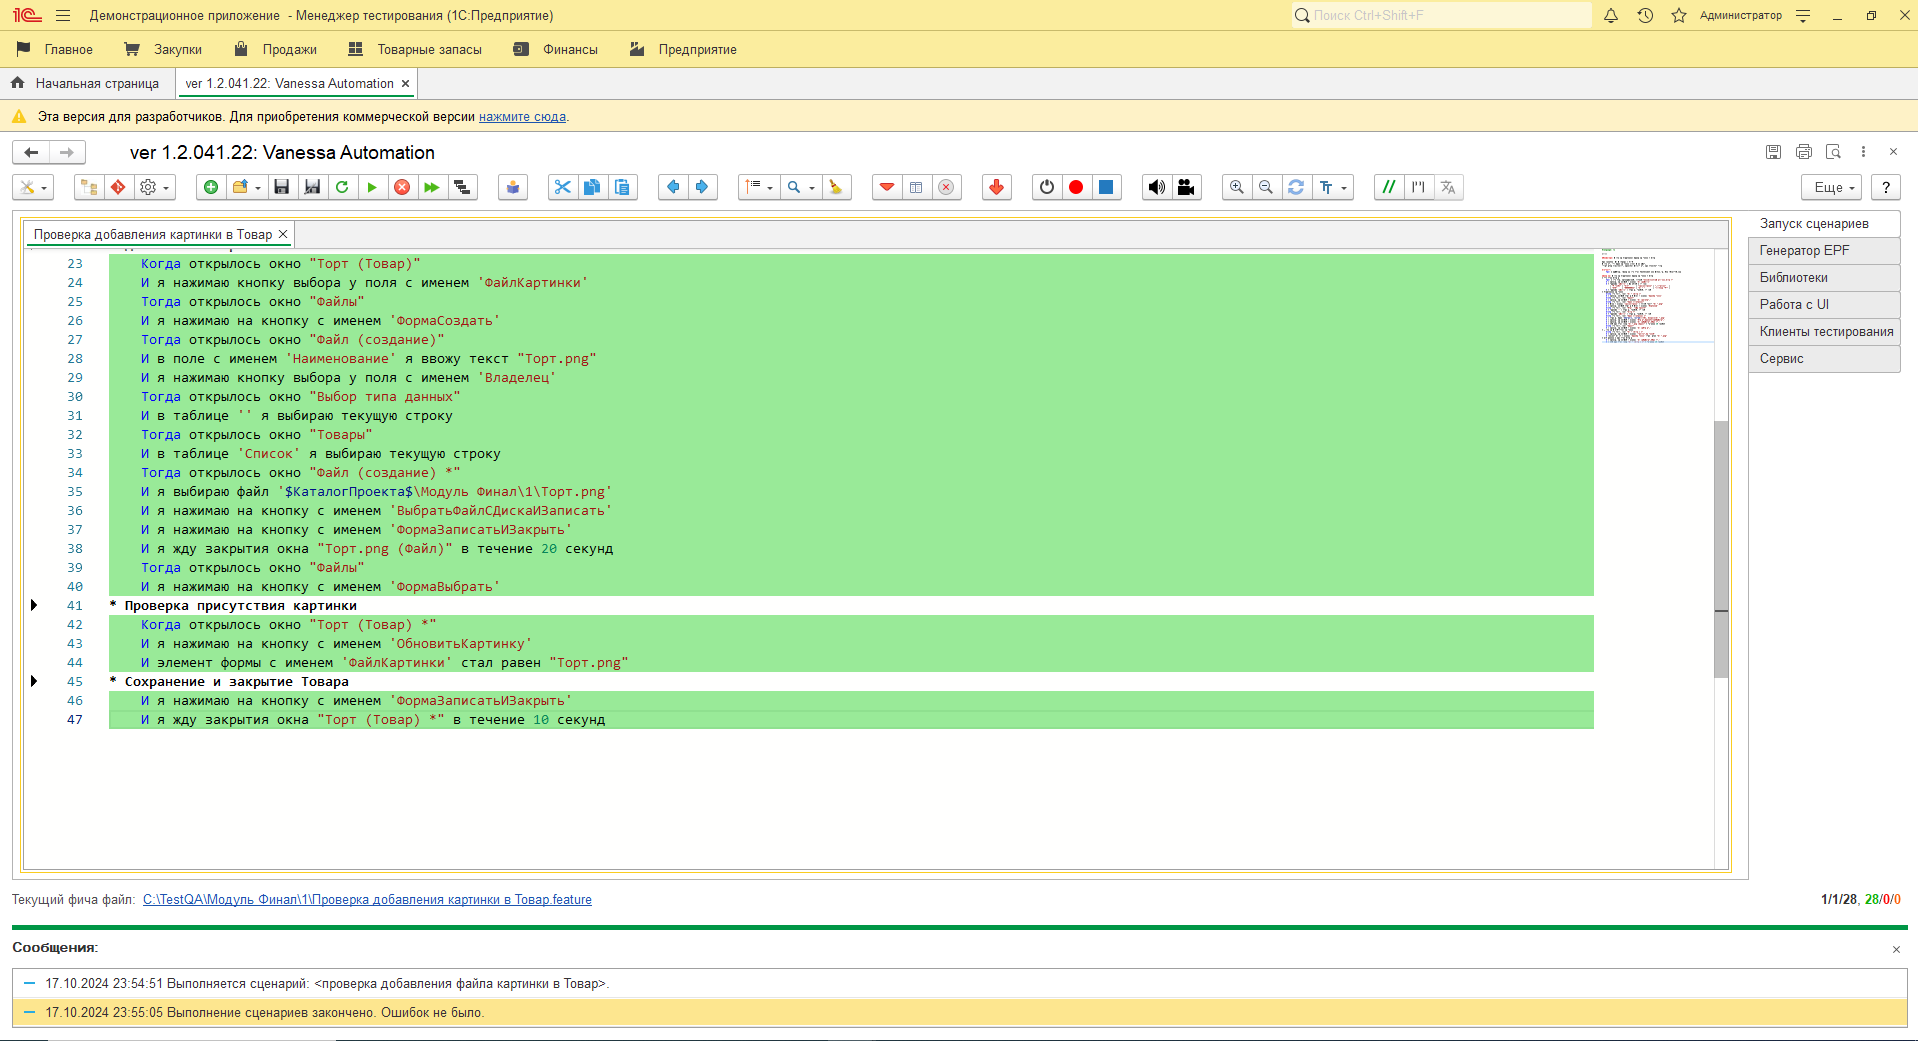 Демонстрационное приложение - Менеджер тестирования (1С:Предприятие)
Поиск Ctrl+Shift+F
Администратор
Главное
Закупки
Продажи
Товарные запасы
Финансы
Предприятие
Начальная страница
ver 1.2.041.22: Vanessa Automation
Эта версия для разработчиков. Для приобретения коммерческой версии нажмите сюда.
ver 1.2.041.22: Vanessa Automation
Еще
?
Проверка добавления картинки в Товар
23 Когда открылось окно "Торт (Товар)"
24 И я нажимаю кнопку выбора у поля с именем 'ФайлКартинки'
25 Тогда открылось окно "Файлы"
26 И я нажимаю на кнопку с именем 'ФормаСоздать'
27 Тогда открылось окно "Файл (создание)"
28 И в поле с именем 'Наименование' я ввожу текст "Торт.png"
29 И я нажимаю кнопку выбора у поля с именем 'Владелец'
30 Тогда открылось окно "Выбор типа данных"
31 И в таблице '' я выбираю текущую строку
32 Тогда открылось окно "Товары"
33 И в таблице 'Список' я выбираю текущую строку
34 Тогда открылось окно "Файл (создание) *"
35 И я выбираю файл '$КаталогПроекта$\Модуль Финал\1\Торт.png'
36 И я нажимаю на кнопку с именем 'ВыбратьФайлСДискаИЗаписать'
37 И я нажимаю на кнопку с именем 'ФормаЗаписатьИЗакрыть'
38 И я жду закрытия окна "Торт.png (Файл)" в течение 20 секунд
39 Тогда открылось окно "Файлы"
40 И я нажимаю на кнопку с именем 'ФормаВыбрать'
41 * Проверка присутствия картинки
42 Когда открылось окно "Торт (Товар) *"
43 И я нажимаю на кнопку с именем 'ОбновитьКартинку'
44 И элемент формы с именем 'ФайлКартинки' стал равен "Торт.png"
45 * Сохранение и закрытие Товара
46 И я нажимаю на кнопку с именем 'ФормаЗаписатьИЗакрыть'
47 И я жду закрытия окна "Торт (Товар) *" в течение 10 секунд
Запуск сценариев
Генератор EPF
Библиотеки
Работа с UI
Клиенты тестирования
Сервис
Текущий фича файл: C:\TestQA\Модуль Финал\1\Проверка добавления картинки в Товар.feature
1/1/28, 28/0/0
Сообщения:
17.10.2024 23:54:51 Выполняется сценарий: <проверка добавления файла картинки в Товар>.
17.10.2024 23:55:05 Выполнение сценариев закончено. Ошибок не было.